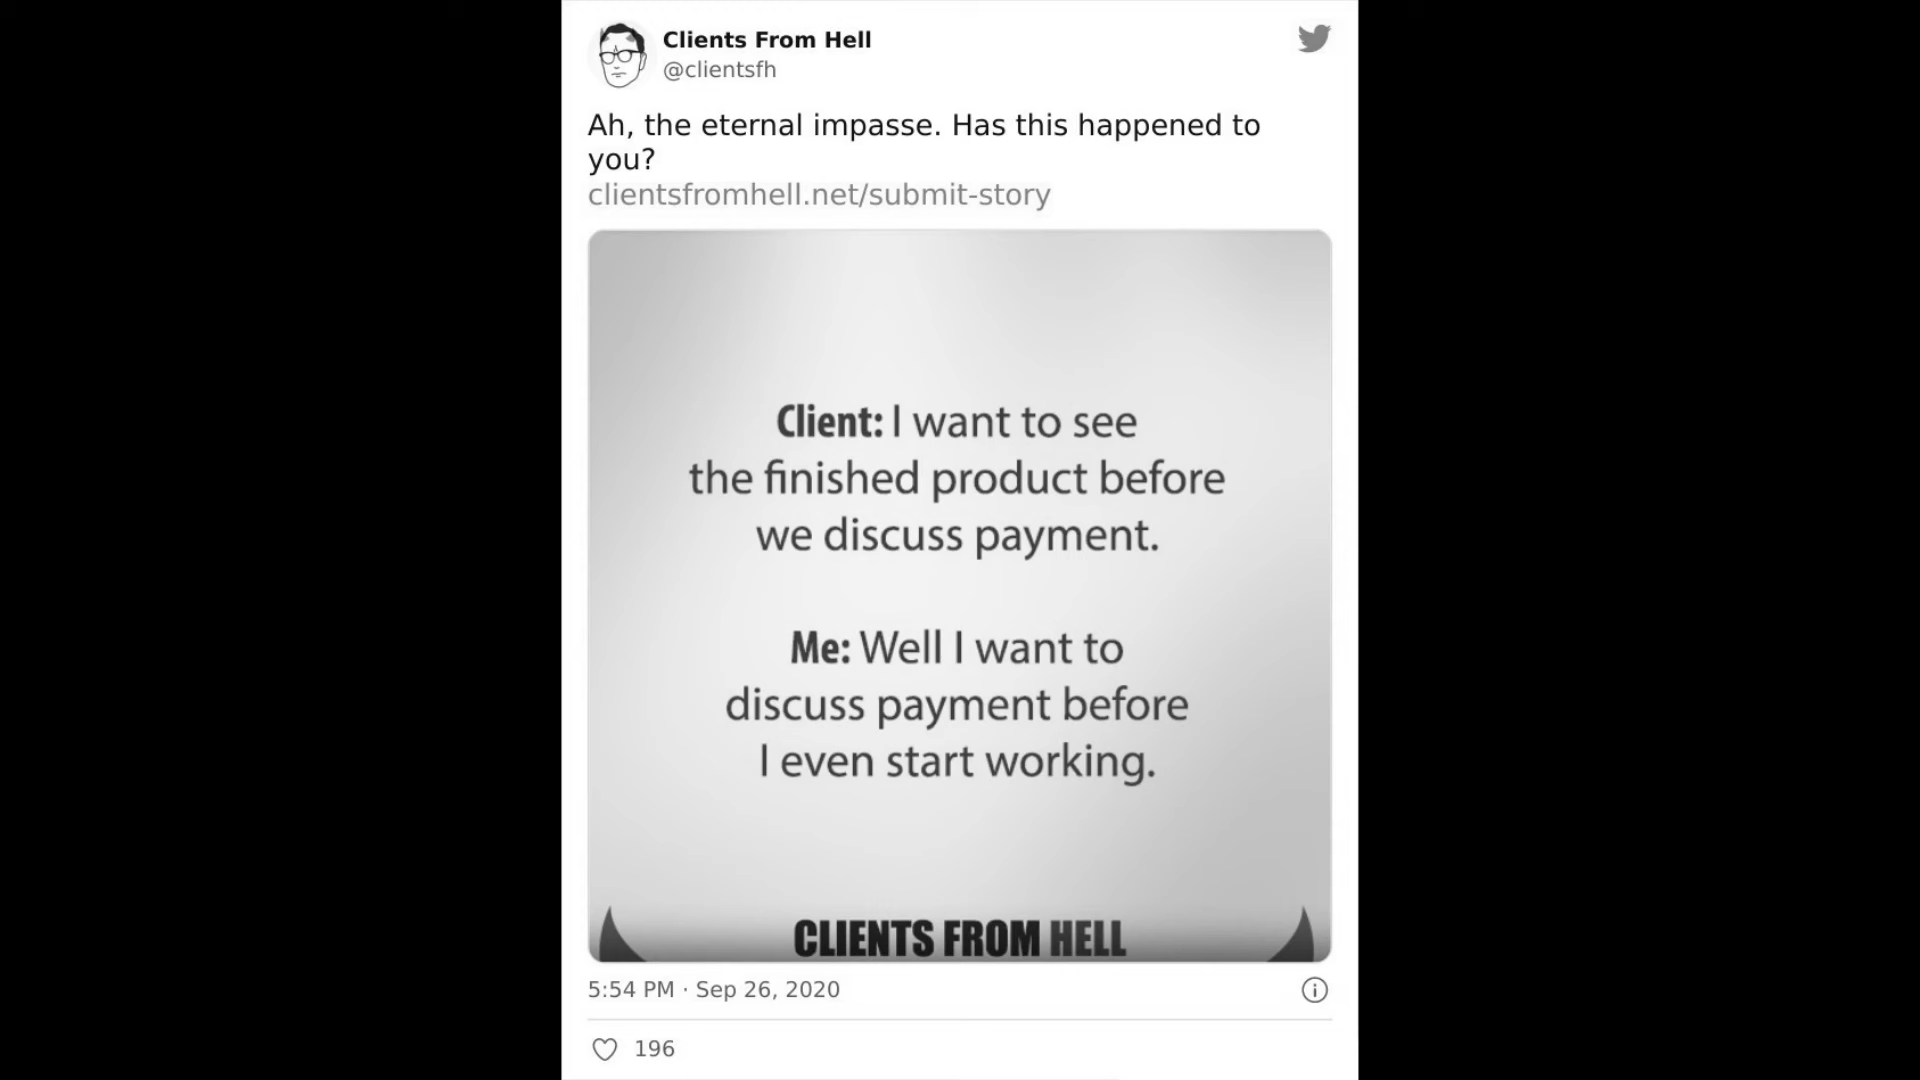 Clients From Hell
@clientsfh
Ah, the eternal impasse. Has this happened to
you?
clientsfromhell.net/submit-story
Client: I want to see
the finished product before
we discuss payment.
Me: Well I want to
discuss payment before
I even start working.
CLIENTS FROM HELL
5:54 PM · Sep 26, 2020
196